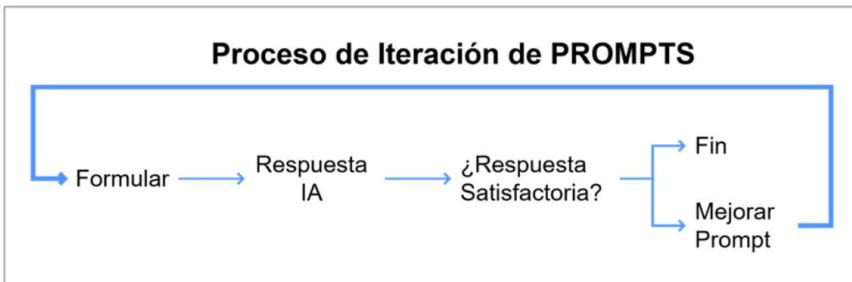 Proceso de Iteración de PROMPTS
Formular
Respuesta
IA
¿Respuesta
Satisfactoria?
Fin
Mejorar
Prompt